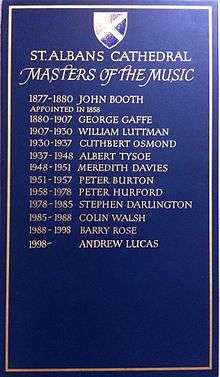 ST. ALBANS CATHEDRAL
MASTERS OF THE MUSIC
1877-1880 JOHN BOOTH
APPOINTED IN 1858
1880-1907 GEORGE GAFFE
1907-1930 WILLIAM LUTTMAN
1930-1937 CUTHBERT OSMOND
1937-1948 ALBERT TYSOE
1948-1951 MEREDITH DAVIES
1951-1957 PETER BURTON
1958-1978 PETER HURFORD
1978-1985 STEPHEN DARLINGTON
1985-1988 COLIN WALSH
1988-1998 BARRY ROSE
1998- ANDREW LUCAS